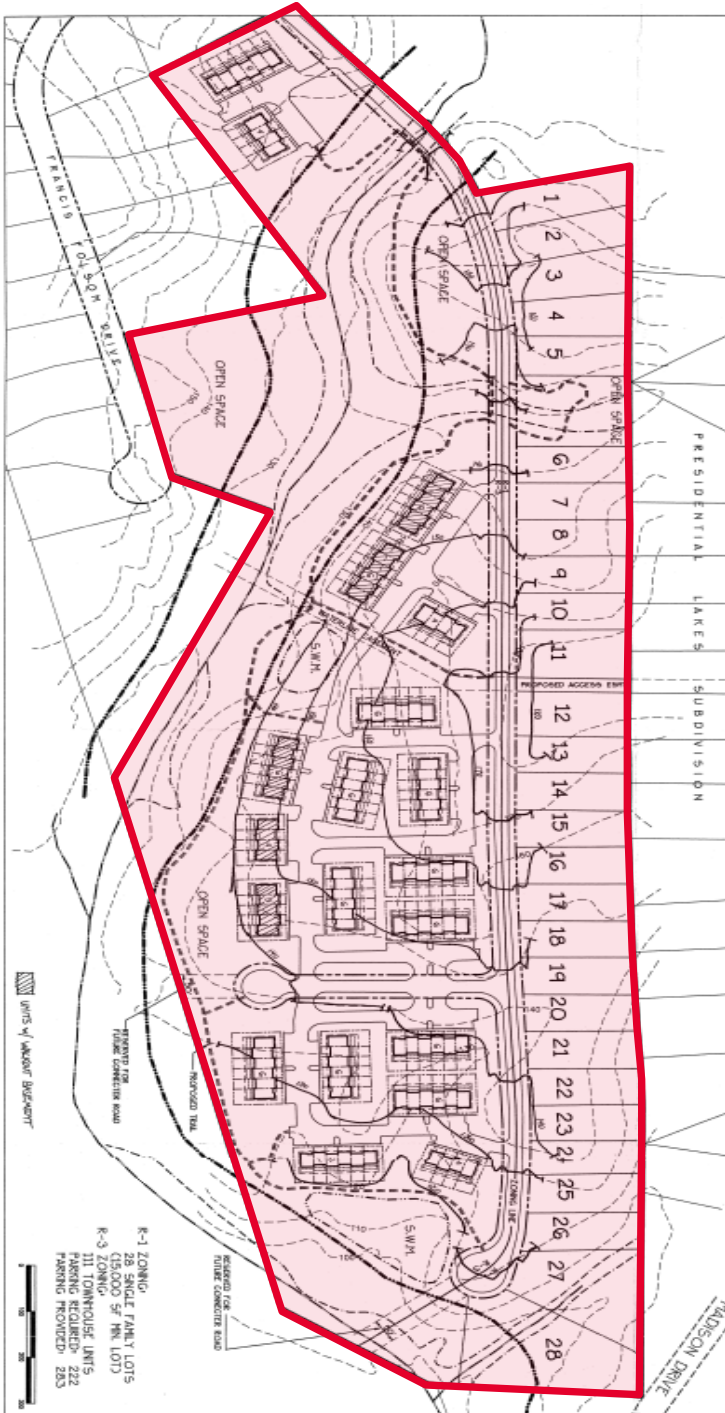 FRANCIS FOLSOM DRIVE
OPEN SPACE
1
2
3
4
5
OPEN SPACE
OPEN SPACE
PRESIDENTIAL LAKES SUBDIVISION
6
7
8
9
10
11
PROPOSED ACCESS ESMT
12
13
14
15
16
17
18
19
20
21
22
23
24
25
26
27
28
S.W.M.
OPEN SPACE
ZONING LINE
S.W.M.
MADISON DRIVE
RESERVED FOR
FUTURE CONNECTER ROAD
PROPOSED TRAIL
RESERVED FOR
FUTURE CONNECTER ROAD
UNITS w/ WALKOUT BASEMENT
R-1 ZONING:
28 SINGLE FAMILY LOTS
(15,000 SF MIN. LOT)
R-3 ZONING:
111 TOWNHOUSE UNITS
PARKING REQUIRED: 222
PARKING PROVIDED: 283